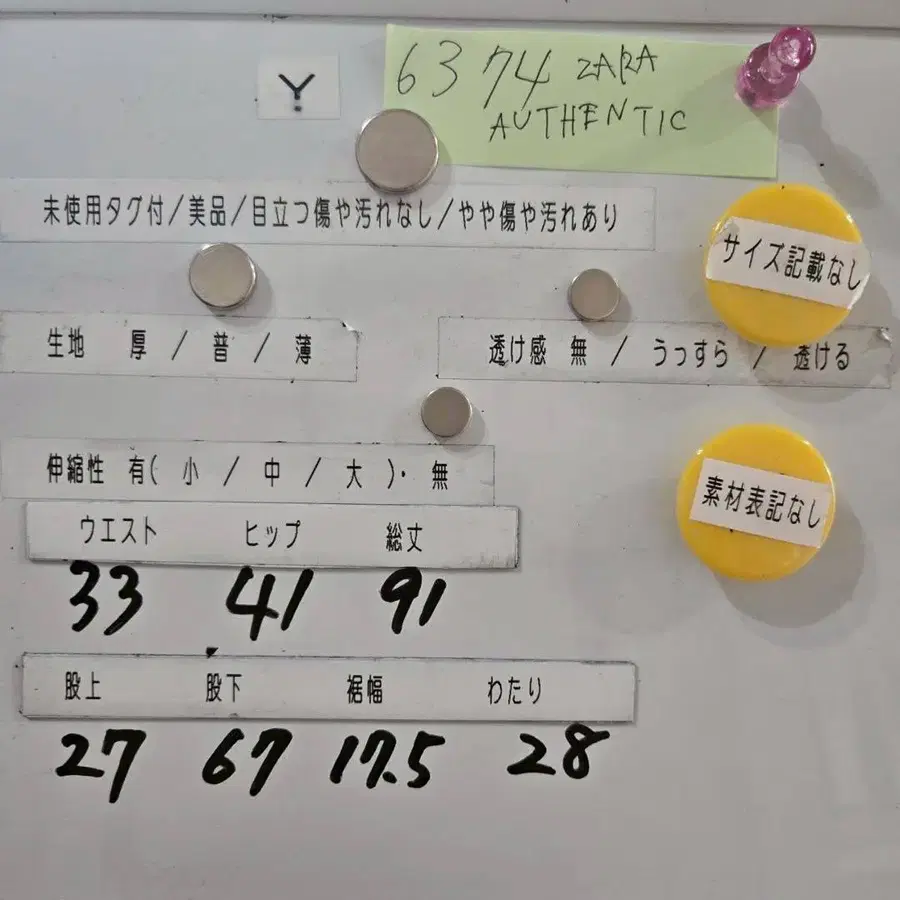 Y
6374 ZARA
AUTHENTIC
未使用タグ付/美品/目立つ傷や汚れなし/やや傷や汚れあり
サイズ記載なし
生地 厚 / 普 / 薄
透け感 無 / うっすら / 透ける
伸縮性 有( 小 / 中 / 大 )・ 無
素材表記なし
ウエスト ヒップ 総丈
33 41 91
股上 股下 裾幅 わたり
27 67 17.5 28